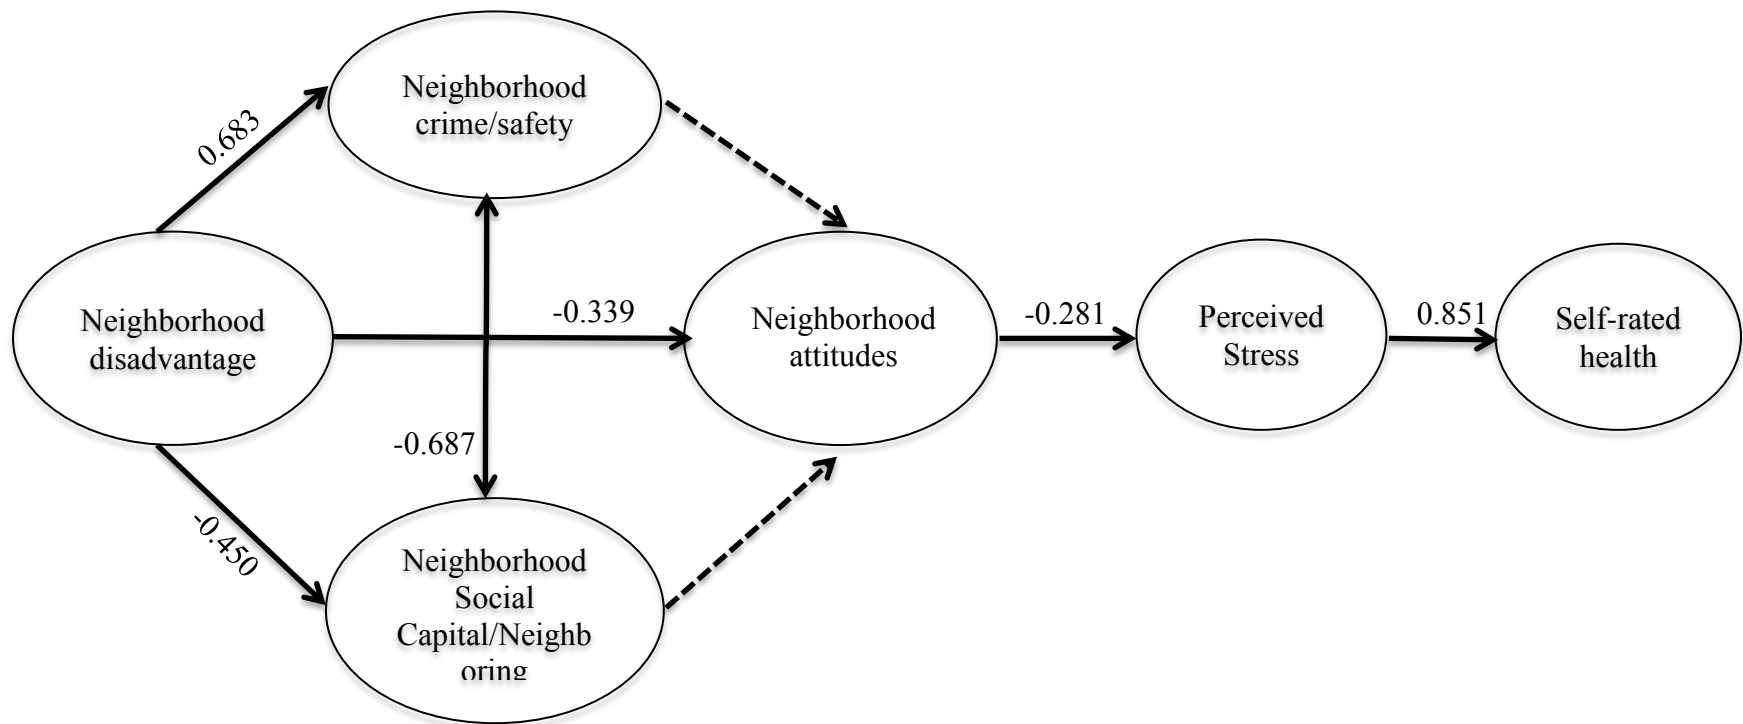 Neighborhood
crime/safety
0.683
Neighborhood
disadvantage
-0.339
Neighborhood
attitudes
-0.281
Perceived
Stress
0.851
Self-rated
health
-0.687
-0.450
Neighborhood
Social
Capital/Neighb
oring